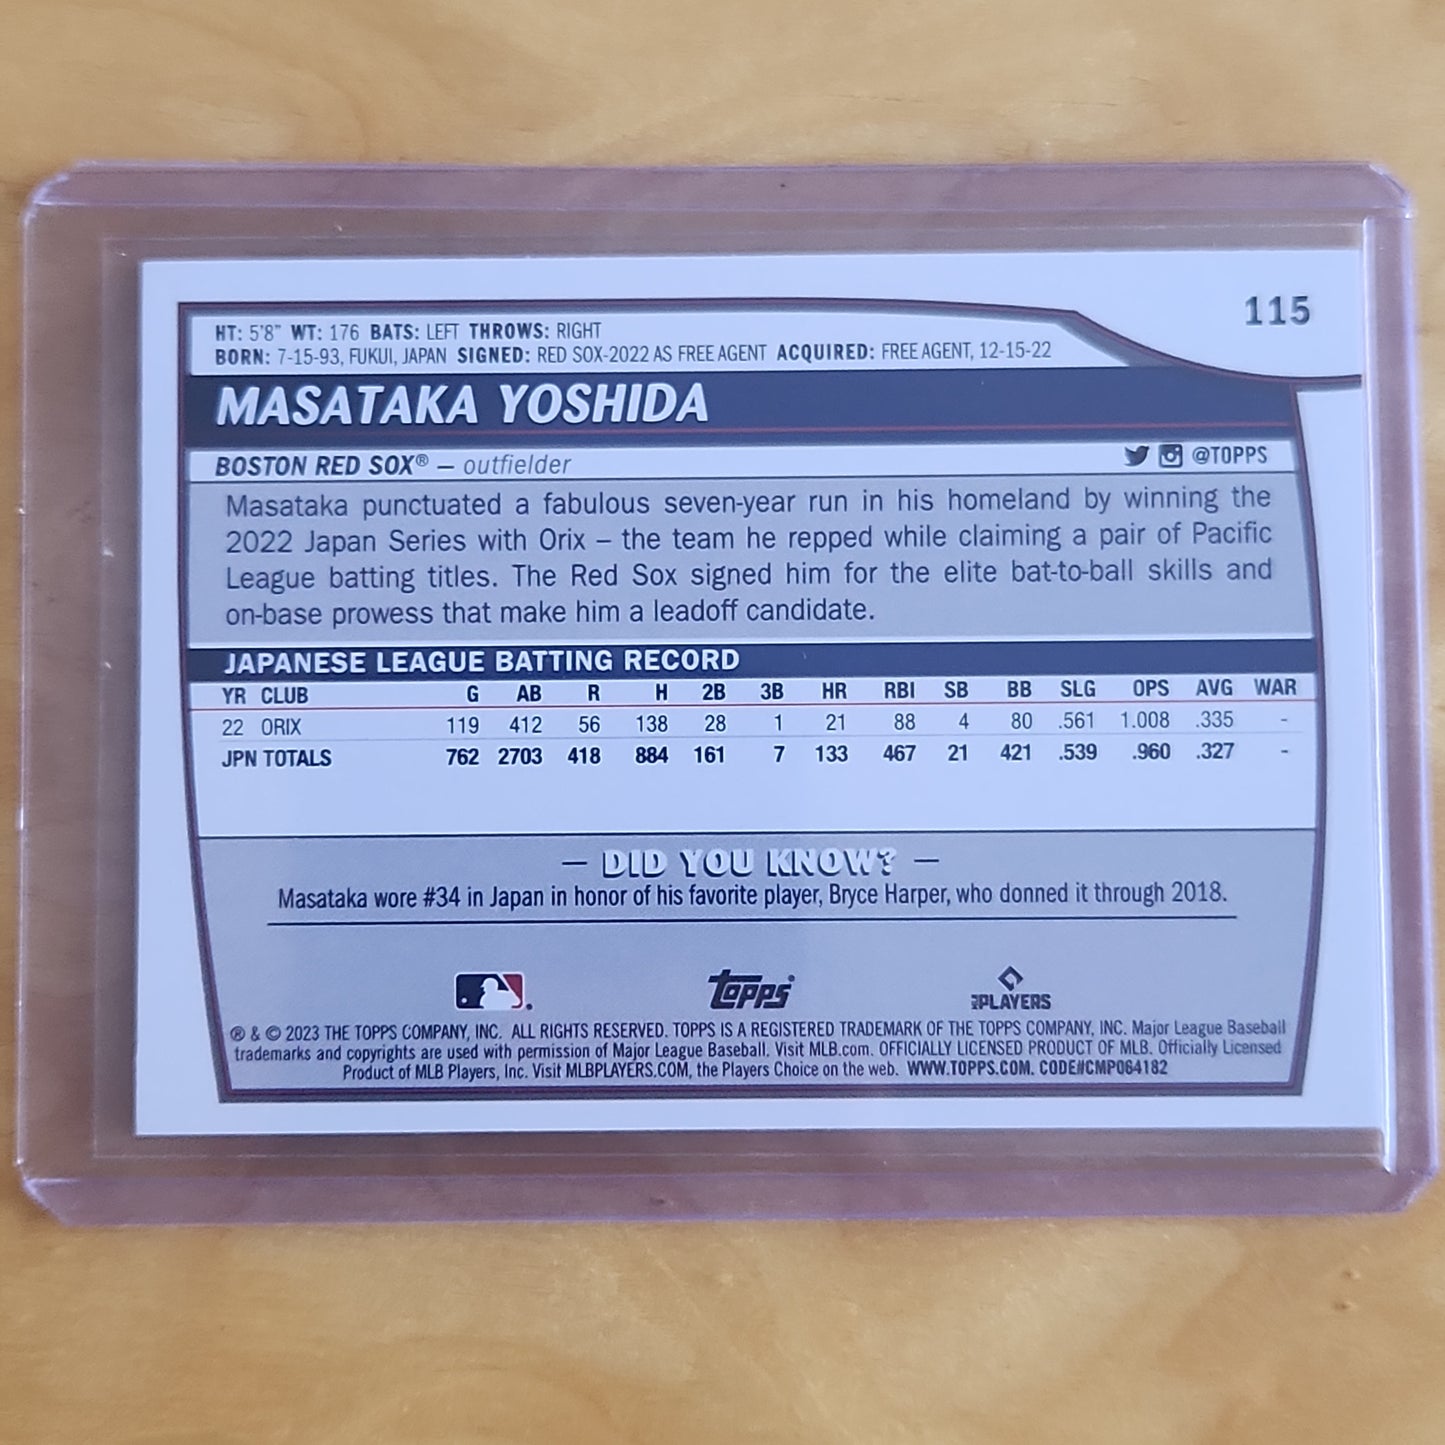 115
HT: 5'8" WT: 176 BATS: LEFT THROWS: RIGHT
BORN: 7-15-93, FUKUI, JAPAN SIGNED: RED SOX-2022 AS FREE AGENT ACQUIRED: FREE AGENT, 12-15-22
MASATAKA YOSHIDA
BOSTON RED SOX® – outfielder @TOPPS
Masataka punctuated a fabulous seven-year run in his homeland by winning the
2022 Japan Series with Orix – the team he repped while claiming a pair of Pacific
League batting titles. The Red Sox signed him for the elite bat-to-ball skills and
on-base prowess that make him a leadoff candidate.
JAPANESE LEAGUE BATTING RECORD
YR CLUB G AB R H 2B 3B HR RBI SB BB SLG OPS AVG WAR
22 ORIX 119 412 56 138 28 1 21 88 4 80 .561 1.008 .335 -
JPN TOTALS 762 2703 418 884 161 7 133 467 21 421 .539 .960 .327 -
— DID YOU KNOW? —
Masataka wore #34 in Japan in honor of his favorite player, Bryce Harper, who donned it through 2018.
topps PLAYERS
® & © 2023 THE TOPPS COMPANY, INC. ALL RIGHTS RESERVED. TOPPS IS A REGISTERED TRADEMARK OF THE TOPPS COMPANY, INC. Major League Baseball
trademarks and copyrights are used with permission of Major League Baseball. Visit MLB.com. OFFICIALLY LICENSED PRODUCT OF MLB. Officially Licensed
Product of MLB Players, Inc. Visit MLBPLAYERS.COM, the Players Choice on the web. WWW.TOPPS.COM. CODE#CMP064182